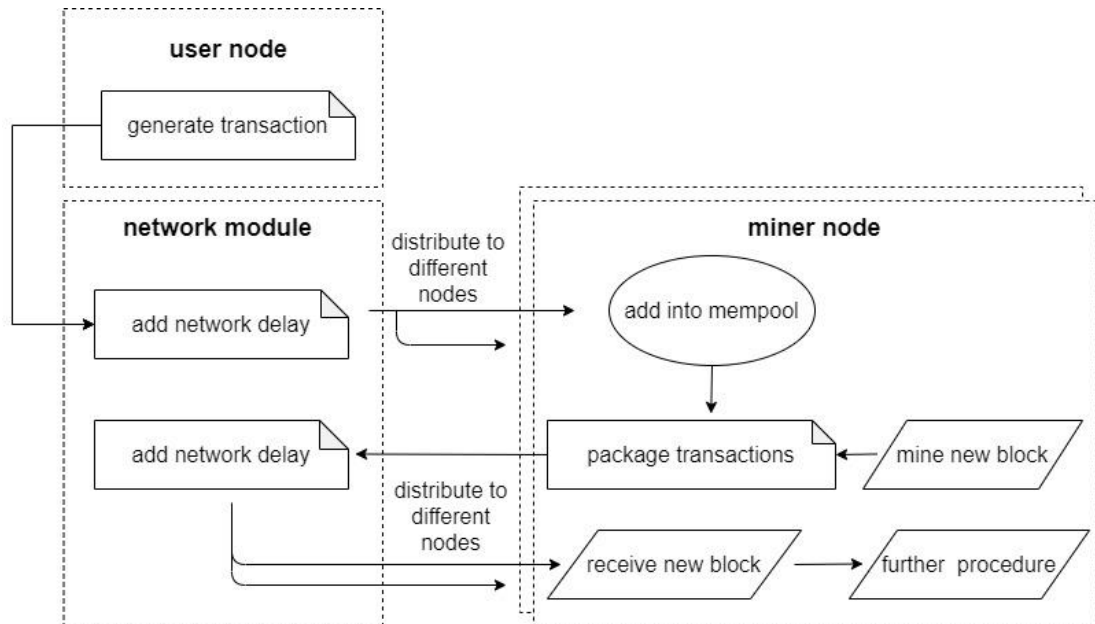 user node
generate transaction
network module
distribute to
different
nodes
miner node
add into mempool
add network delay
add network delay
package transactions
mine new block
distribute to
different
nodes
receive new block
further procedure